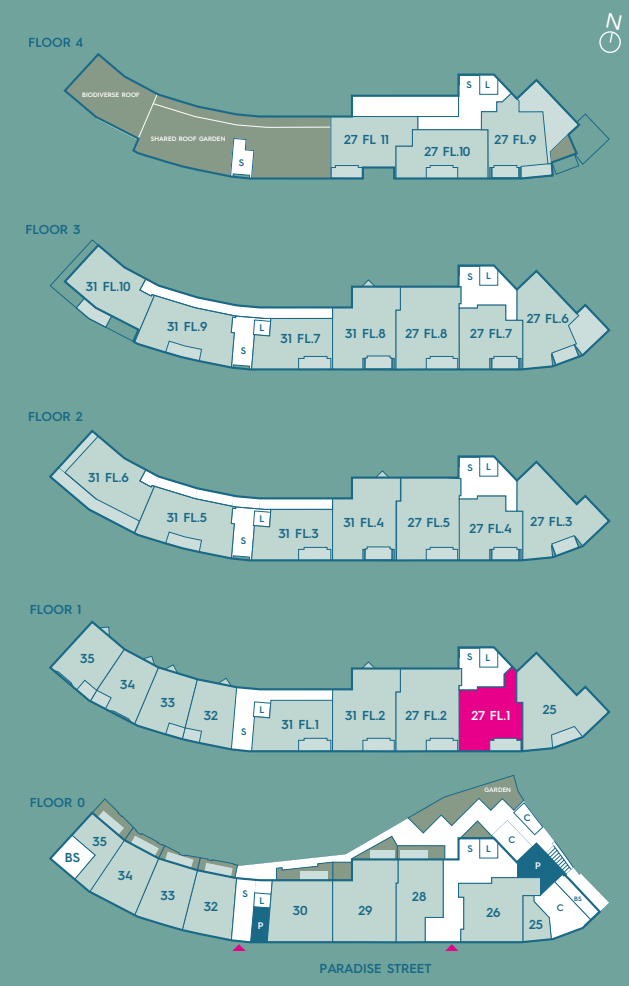 N
FLOOR 4
BIODIVERSE ROOF
SHARED ROOF GARDEN
S
S L
27 FL 11
27 FL.10
27 FL.9
FLOOR 3
31 FL.10
31 FL.9
S
L
31 FL.7
31 FL.8
27 FL.8
S L
27 FL.7
27 FL.6
FLOOR 2
31 FL.6
31 FL.5
S
L
31 FL.3
31 FL.4
27 FL.5
S L
27 FL.4
27 FL.3
FLOOR 1
35
34
33
32
S
L
31 FL.1
31 FL.2
27 FL.2
S L
27 FL.1
25
FLOOR 0
BS
35
34
33
32
S
L
P
30
29
28
S L
GARDEN
C
C
P
BS
C
26
25
PARADISE STREET